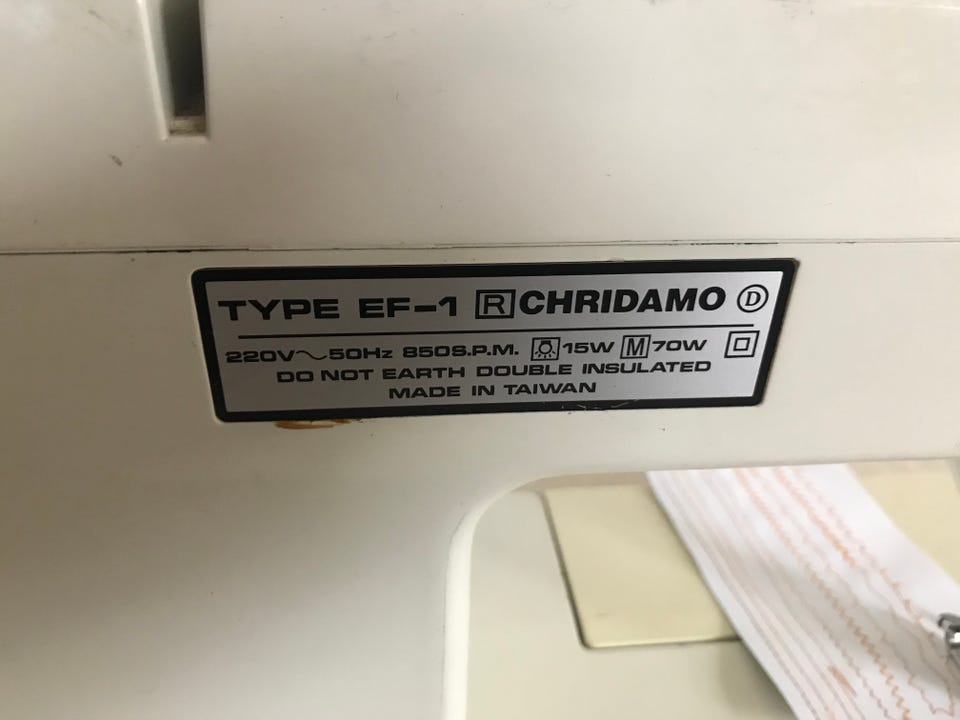 TYPE EF-1 R CHRIDAMO D
220V~50Hz 850S.P.M. 15W M 70W
DO NOT EARTH DOUBLE INSULATED
MADE IN TAIWAN